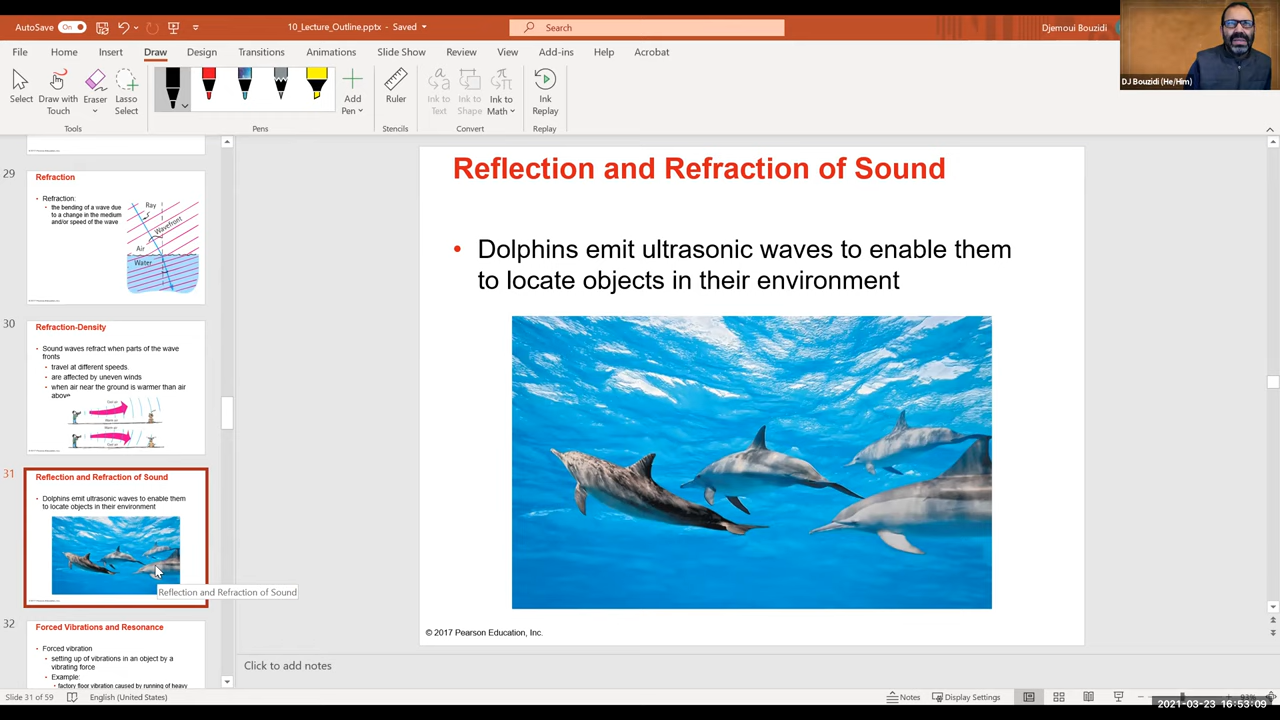 AutoSave On
10_Lecture_Outline.pptx - Saved
Search
Djemoui Bouzidi
DJ Bouzidi (He/Him)
File Home Insert Draw Design Transitions Animations Slide Show Review View Add-ins Help Acrobat
Select
Draw with Touch
Eraser
Lasso Select
Add Pen
Ruler
Ink to Text
Ink to Shape
Ink to Math
Ink Replay
Tools Pens Stencils Convert Replay
29
Refraction
• Refraction:
• the bending of a wave due
to a change in the medium
and/or speed of the wave
Ray
Wavefront
Air
Water
30
Refraction-Density
Sound waves refract when parts of the wave
fronts
• travel at different speeds.
• are affected by uneven winds
• when air near the ground is warmer than air
above
31
Reflection and Refraction of Sound
• Dolphins emit ultrasonic waves to enable them
to locate objects in their environment
Reflection and Refraction of Sound
32
Forced Vibrations and Resonance
• Forced vibration
• setting up of vibrations in an object by a
vibrating force
• Example:
• factory floor vibration caused by running of heavy
Reflection and Refraction of Sound
• Dolphins emit ultrasonic waves to enable them
to locate objects in their environment
© 2017 Pearson Education, Inc.
Click to add notes
Slide 31 of 59
English (United States)
Notes
Display Settings
2021-03-23 16:53:09